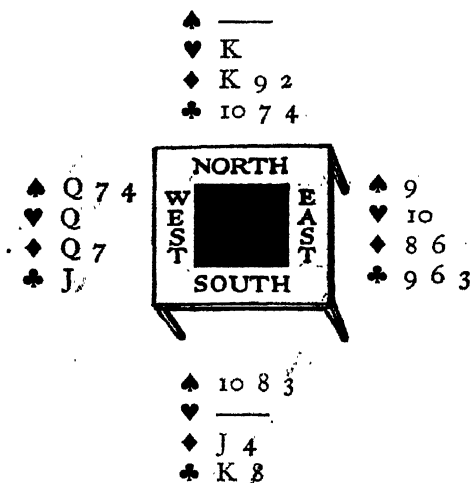 ♠ ——
♥ K
♦ K 9 2
♣ 10 7 4
NORTH
♠ Q 7 4
♥ Q
♦ Q 7
♣ J
WEST
EAST
♠ 9
♥ 10
♦ 8 6
♣ 9 6 3
SOUTH
♠ 10 8 3
♥ ——
♦ J 4
♣ K 8